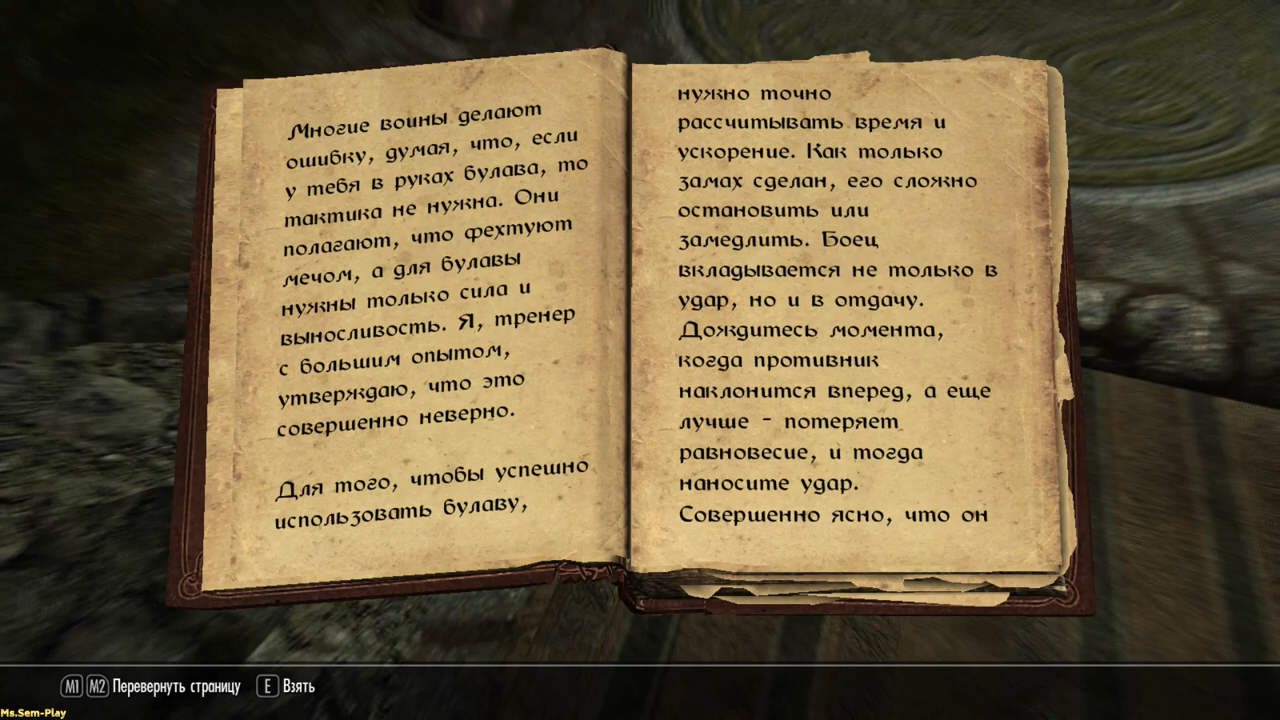 Многие воины делают
ошибку, думая, что, если
у тебя в руках булава, то
тактика не нужна. Они
полагают, что фехтуют
мечом, а для булавы
нужны только сила и
выносливость. Я, тренер
с большим опытом,
утверждаю, что это
совершенно неверно.
Для того, чтобы успешно
использовать булаву,
нужно точно
рассчитывать время и
ускорение. Как только
замах сделан, его сложно
остановить или
замедлить. Боец
вкладывается не только в
удар, но и в отдачу.
Дождитесь момента,
когда противник
наклонится вперед, а еще
лучше - потеряет
равновесие, и тогда
наносите удар.
Совершенно ясно, что он
M1 M2 Перевернуть страницу E Взять
Ms.Sem-Play